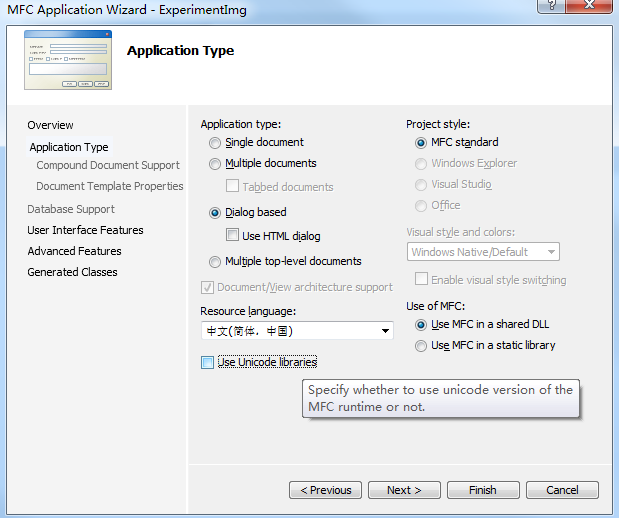 MFC Application Wizard - ExperimentImg
Application Type
Overview
Application Type
Compound Document Support
Document Template Properties
Database Support
User Interface Features
Advanced Features
Generated Classes
Application type:
Single document
Multiple documents
Tabbed documents
Dialog based
Use HTML dialog
Multiple top-level documents
Document/View architecture support
Resource language:
中文(简体，中国)
Use Unicode libraries
Project style:
MFC standard
Windows Explorer
Visual Studio
Office
Visual style and colors:
Windows Native/Default
Enable visual style switching
Use of MFC:
Use MFC in a shared DLL
Use MFC in a static library
Specify whether to use unicode version of the
MFC runtime or not.
< Previous
Next >
Finish
Cancel